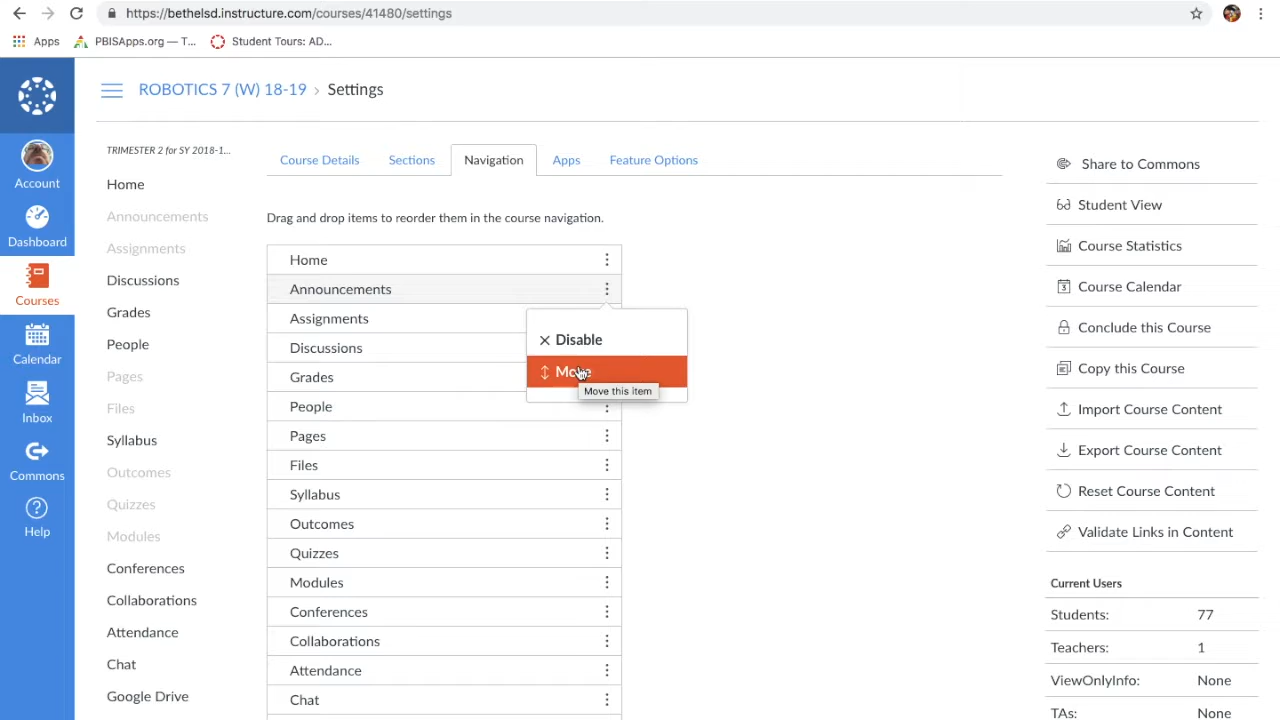 https://bethelsd.instructure.com/courses/41480/settings
Apps
PBISApps.org — T...
Student Tours: AD...
ROBOTICS 7 (W) 18-19 › Settings
Account
Dashboard
Courses
Calendar
Inbox
Commons
Help
TRIMESTER 2 for SY 2018-1...
Home
Announcements
Assignments
Discussions
Grades
People
Pages
Files
Syllabus
Outcomes
Quizzes
Modules
Conferences
Collaborations
Attendance
Chat
Google Drive
Course Details
Sections
Navigation
Apps
Feature Options
Drag and drop items to reorder them in the course navigation.
Home
Announcements
Assignments
Discussions
Grades
People
Pages
Files
Syllabus
Outcomes
Quizzes
Modules
Conferences
Collaborations
Attendance
Chat
Disable
Move
Move this item
Share to Commons
Student View
Course Statistics
Course Calendar
Conclude this Course
Copy this Course
Import Course Content
Export Course Content
Reset Course Content
Validate Links in Content
Current Users
Students: 77
Teachers: 1
ViewOnlyInfo: None
TAs: None